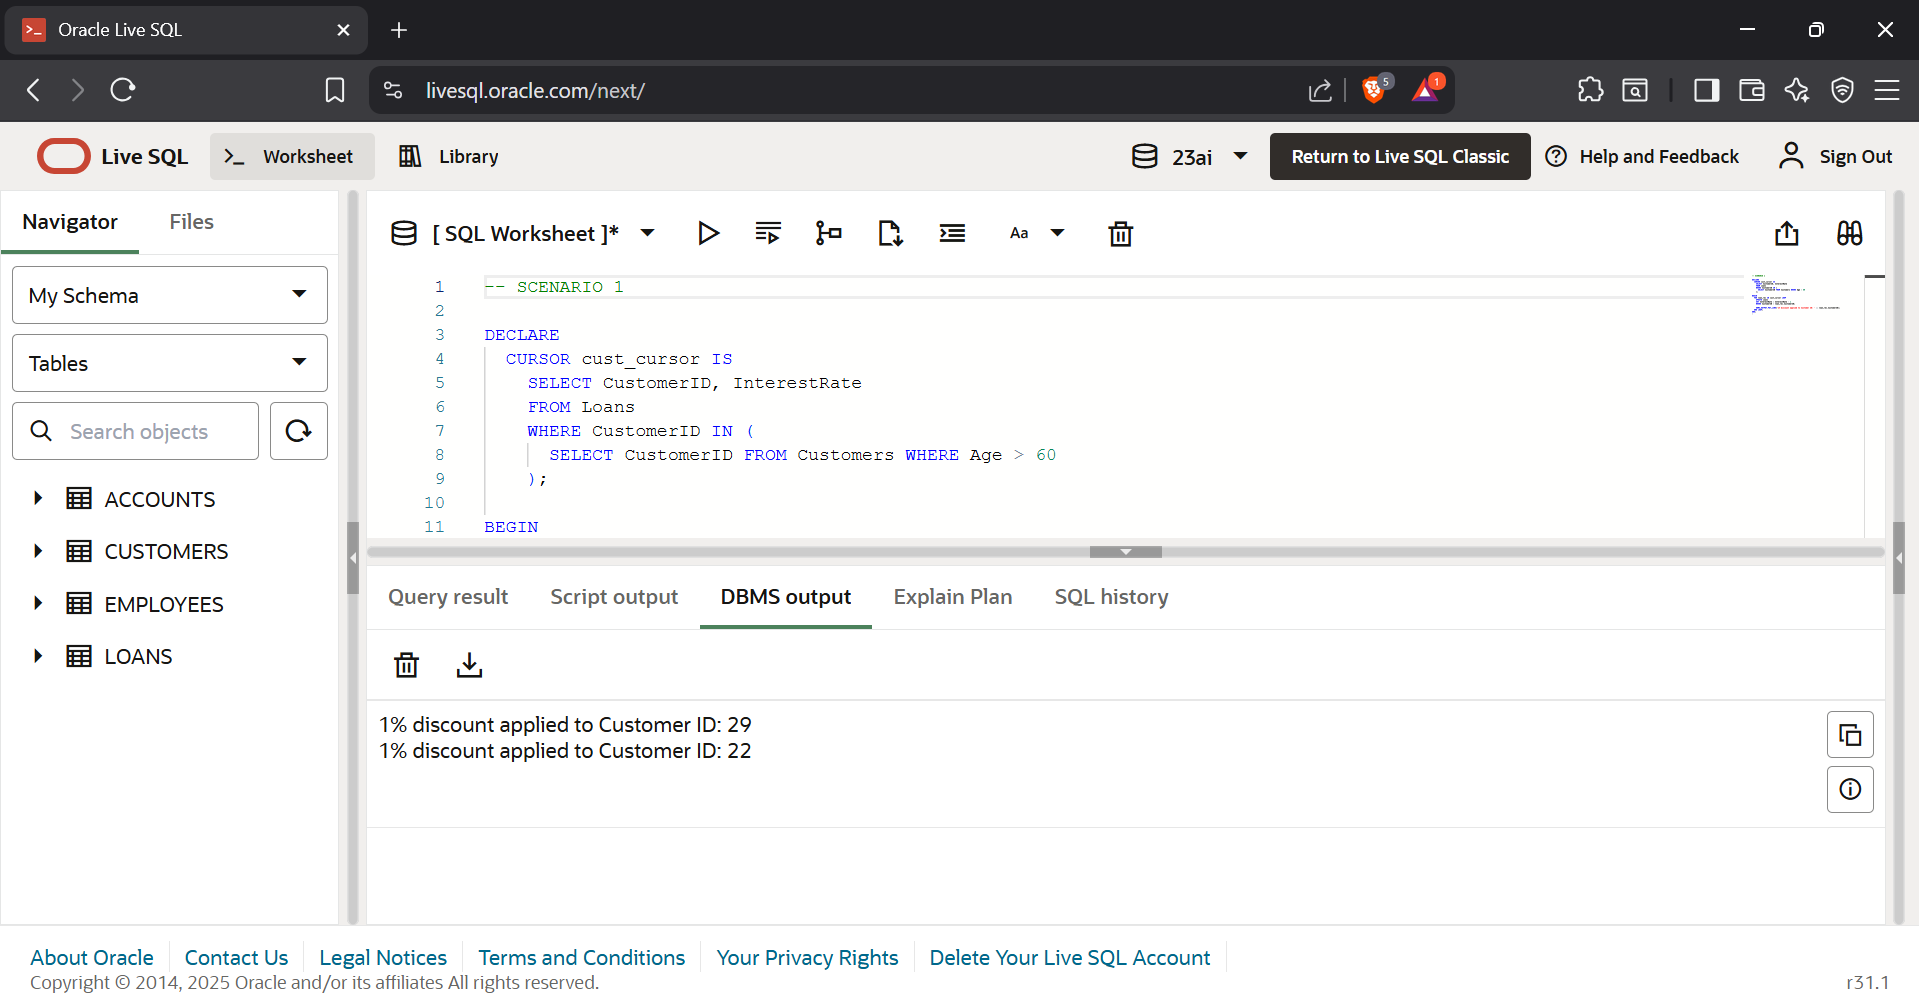 Oracle Live SQL
livesql.oracle.com/next/
5
1
Live SQL
Worksheet
Library
23ai
Return to Live SQL Classic
Help and Feedback
Sign Out
Navigator
Files
My Schema
Tables
Search objects
ACCOUNTS
CUSTOMERS
EMPLOYEES
LOANS
[ SQL Worksheet ]*
Aa
1 -- SCENARIO 1
2
3 DECLARE
4 CURSOR cust_cursor IS
5 SELECT CustomerID, InterestRate
6 FROM Loans
7 WHERE CustomerID IN (
8 SELECT CustomerID FROM Customers WHERE Age > 60
9 );
10
11 BEGIN
Query result
Script output
DBMS output
Explain Plan
SQL history
1% discount applied to Customer ID: 29
1% discount applied to Customer ID: 22
About Oracle
Contact Us
Legal Notices
Terms and Conditions
Your Privacy Rights
Delete Your Live SQL Account
Copyright © 2014, 2025 Oracle and/or its affiliates All rights reserved.
r31.1